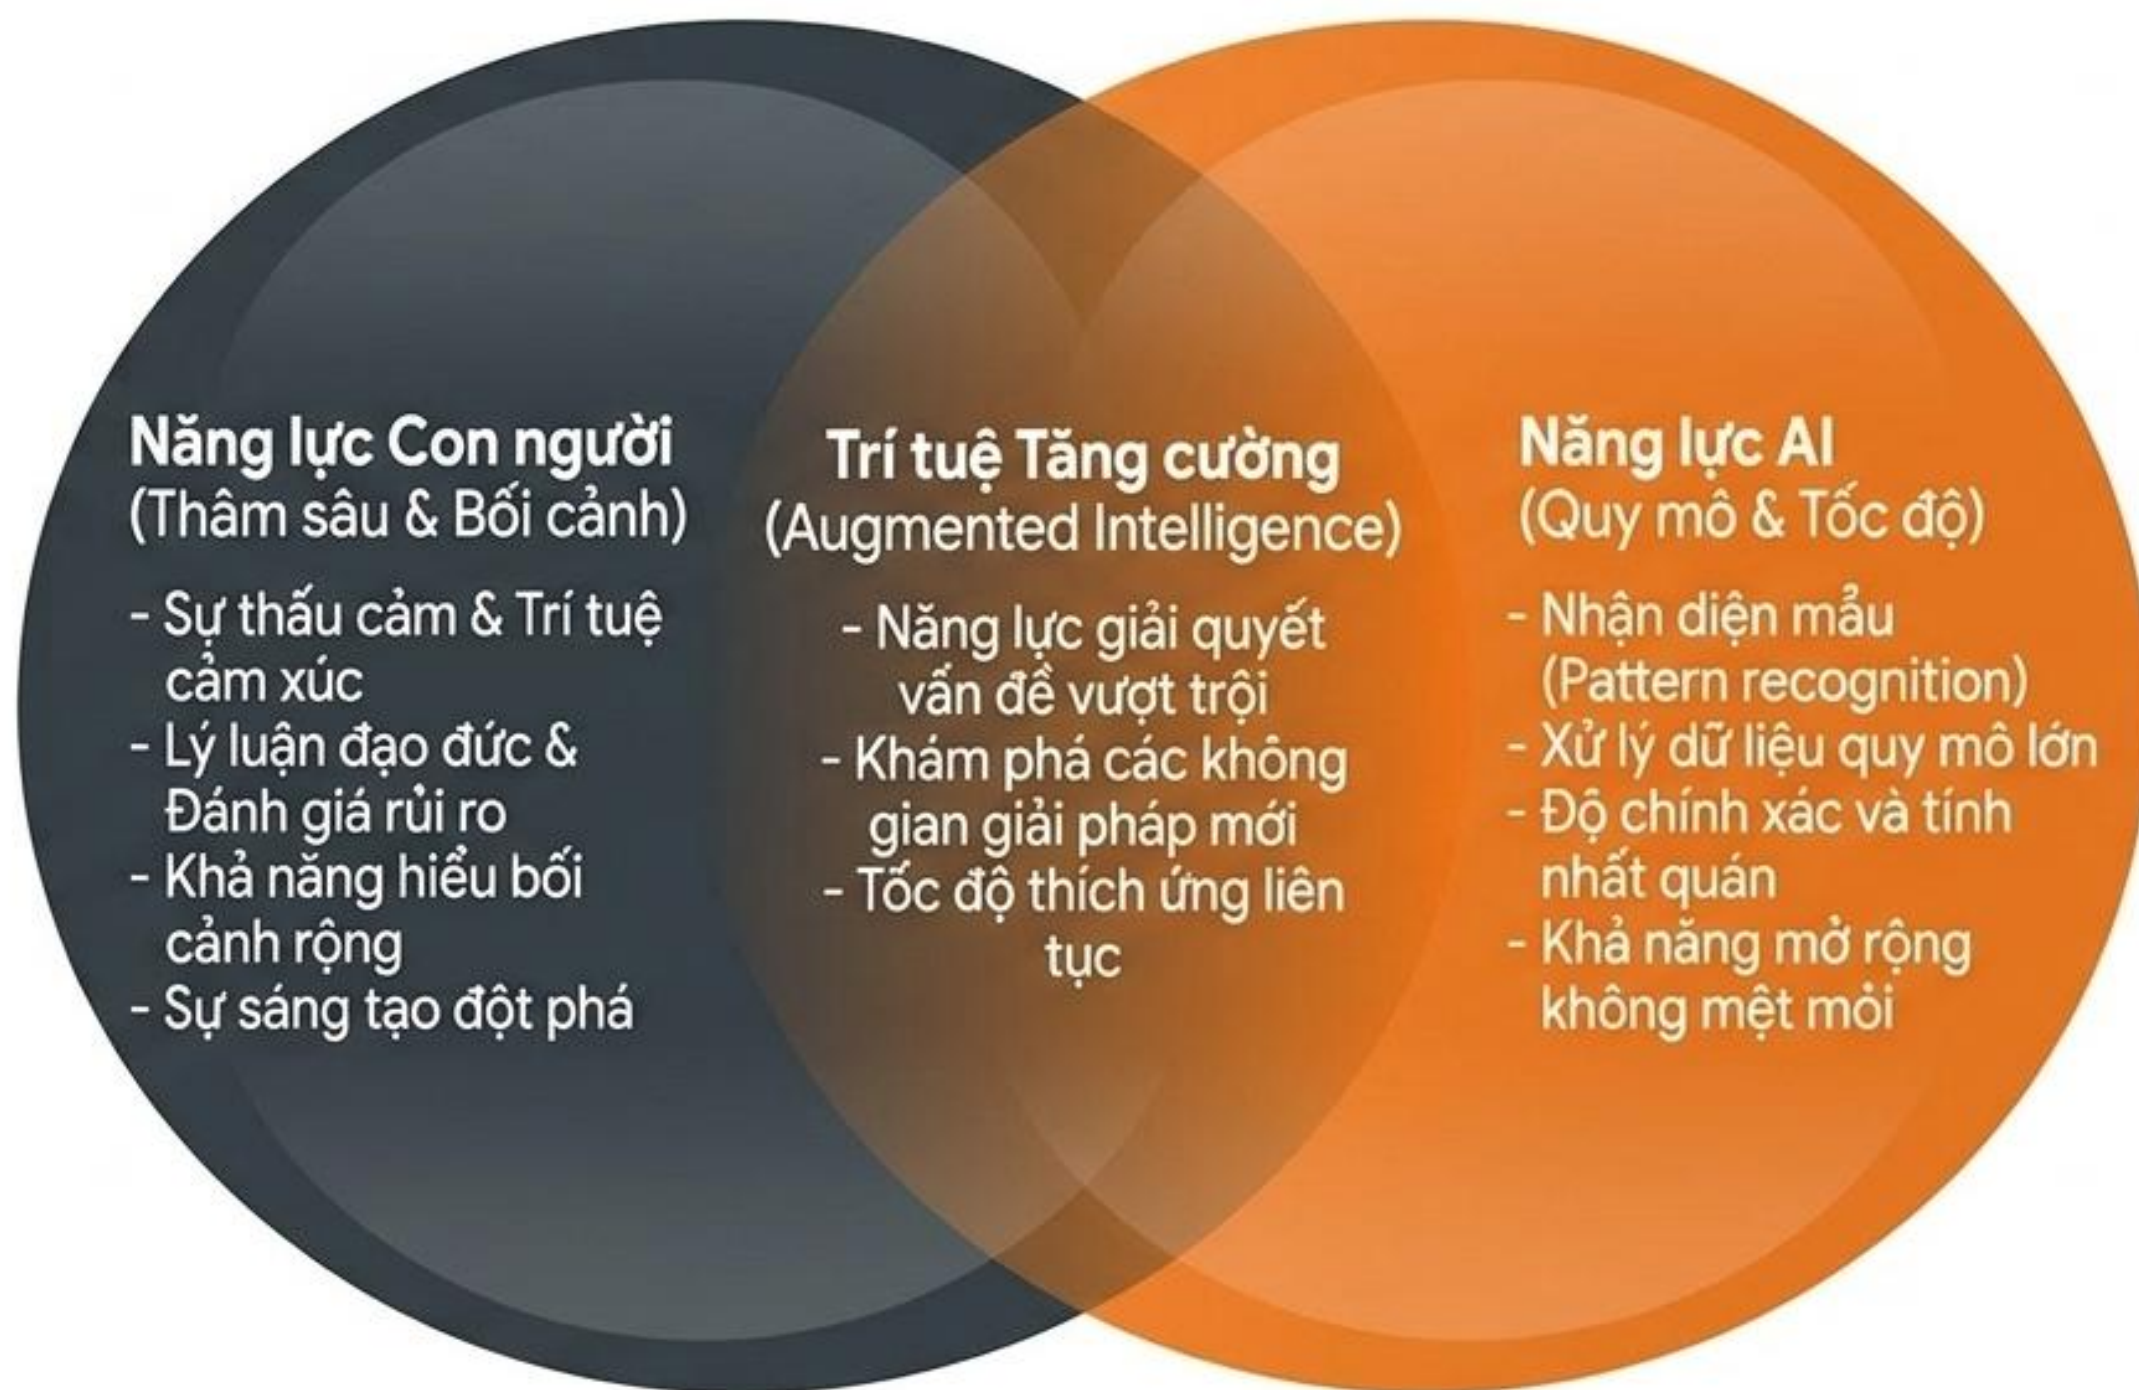 Năng lực Con người
(Thâm sâu & Bối cảnh)
- Sự thấu cảm & Trí tuệ
cảm xúc
- Lý luận đạo đức &
Đánh giá rủi ro
- Khả năng hiểu bối
cảnh rộng
- Sự sáng tạo đột phá
Trí tuệ Tăng cường
(Augmented Intelligence)
- Năng lực giải quyết
vấn đề vượt trội
- Khám phá các không
gian giải pháp mới
- Tốc độ thích ứng liên
tục
Năng lực AI
(Quy mô & Tốc độ)
- Nhận diện mẫu
(Pattern recognition)
- Xử lý dữ liệu quy mô lớn
- Độ chính xác và tính
nhất quán
- Khả năng mở rộng
không mệt mỏi